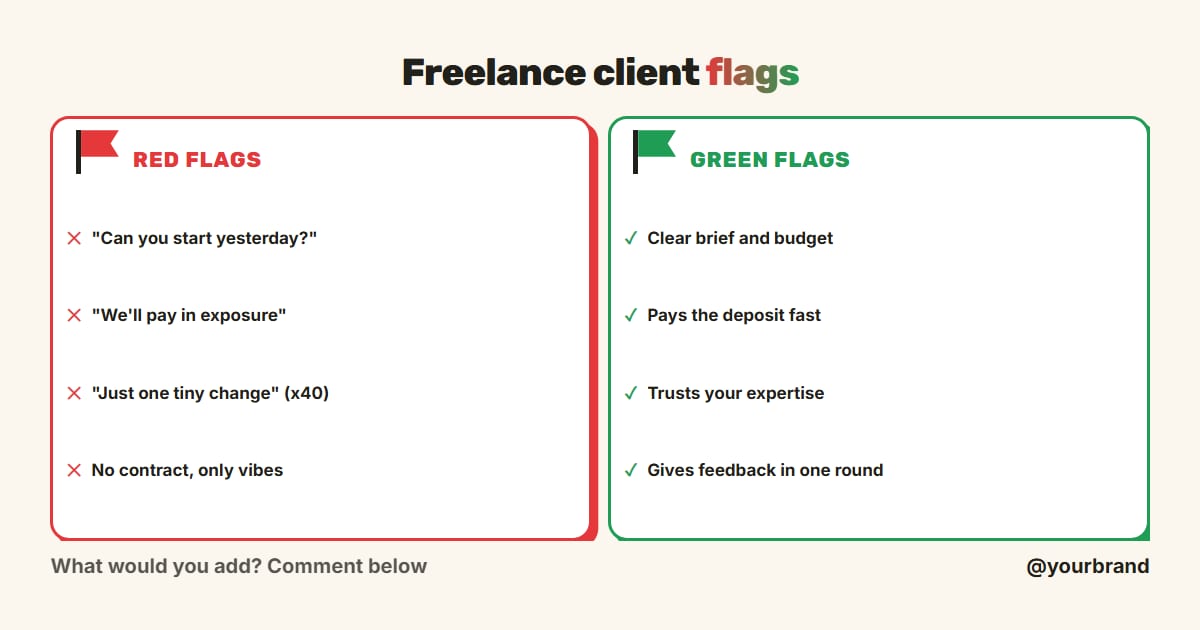 Freelance client flags
RED FLAGS
✕ "Can you start yesterday?"
✕ "We'll pay in exposure"
✕ "Just one tiny change" (x40)
✕ No contract, only vibes
GREEN FLAGS
✓ Clear brief and budget
✓ Pays the deposit fast
✓ Trusts your expertise
✓ Gives feedback in one round
What would you add? Comment below
@yourbrand